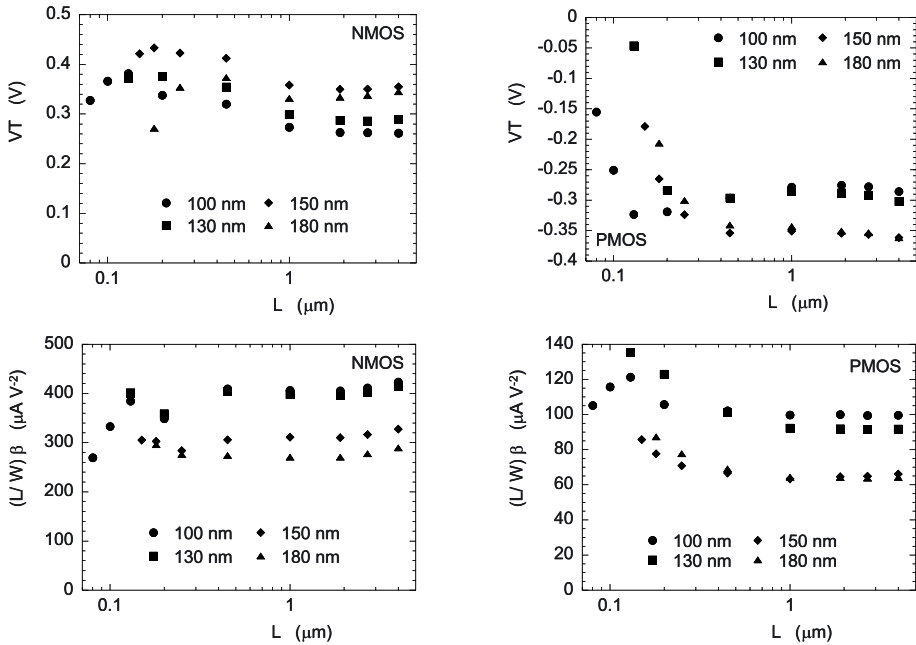 NMOS
0.5
0.4
0.3
0.2
0.1
0
VT (V)
100 nm 150 nm
130 nm 180 nm
0.1 1
L (μm)
0
-0.05
-0.1
-0.15
-0.2
-0.25
-0.3
-0.35
-0.4
VT (V)
100 nm 150 nm
130 nm 180 nm
PMOS
0.1 1
L (μm)
500
400
300
200
100
0
(L/ W) β (μA V-2)
NMOS
100 nm 150 nm
130 nm 180 nm
0.1 1
L (μm)
140
120
100
80
60
40
20
0
(L/ W) β (μA V-2)
PMOS
100 nm 150 nm
130 nm 180 nm
0.1 1
L (μm)